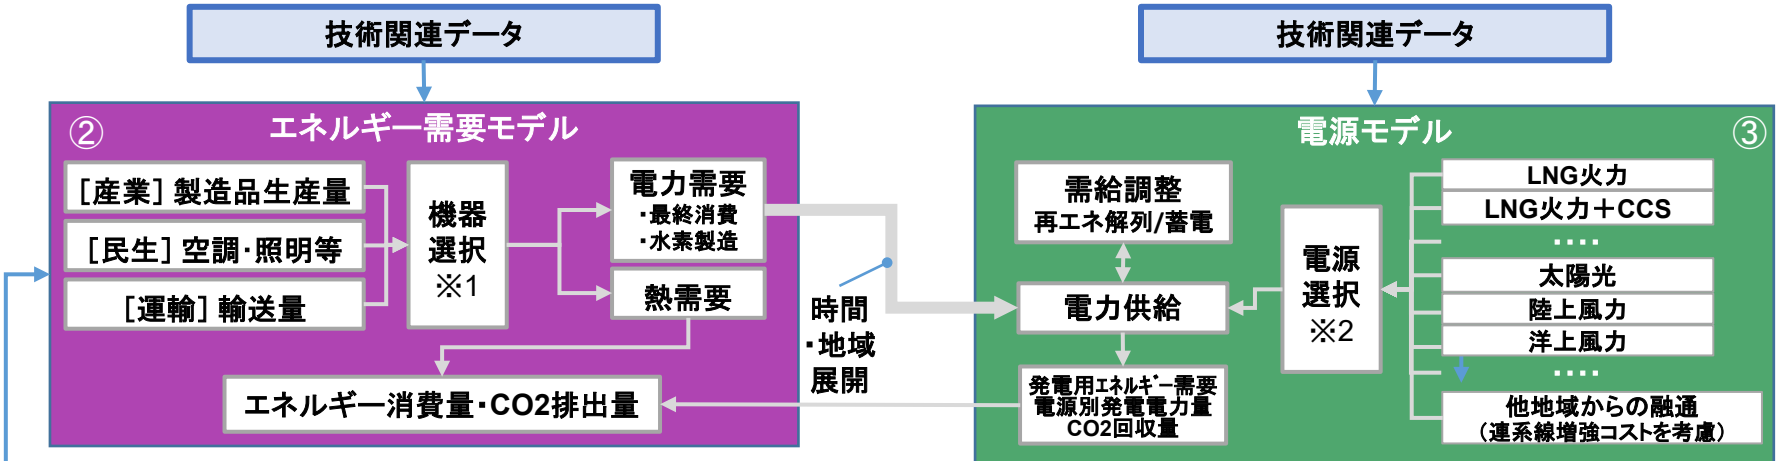 技術関連データ
技術関連データ
②
エネルギー需要モデル
［産業］製造品生産量
［民生］空調・照明等
［運輸］輸送量
機器
選択
※1
電力需要
・最終消費
・水素製造
熱需要
エネルギー消費量・CO2排出量
時間
・地域
展開
電源モデル
③
需給調整
再エネ解列/蓄電
電力供給
発電用エネルギー需要
電源別発電電力量
CO2回収量
電源
選択
※2
LNG火力
LNG火力＋CCS
‥‥
太陽光
陸上風力
洋上風力
‥‥
他地域からの融通
（連系線増強コストを考慮）